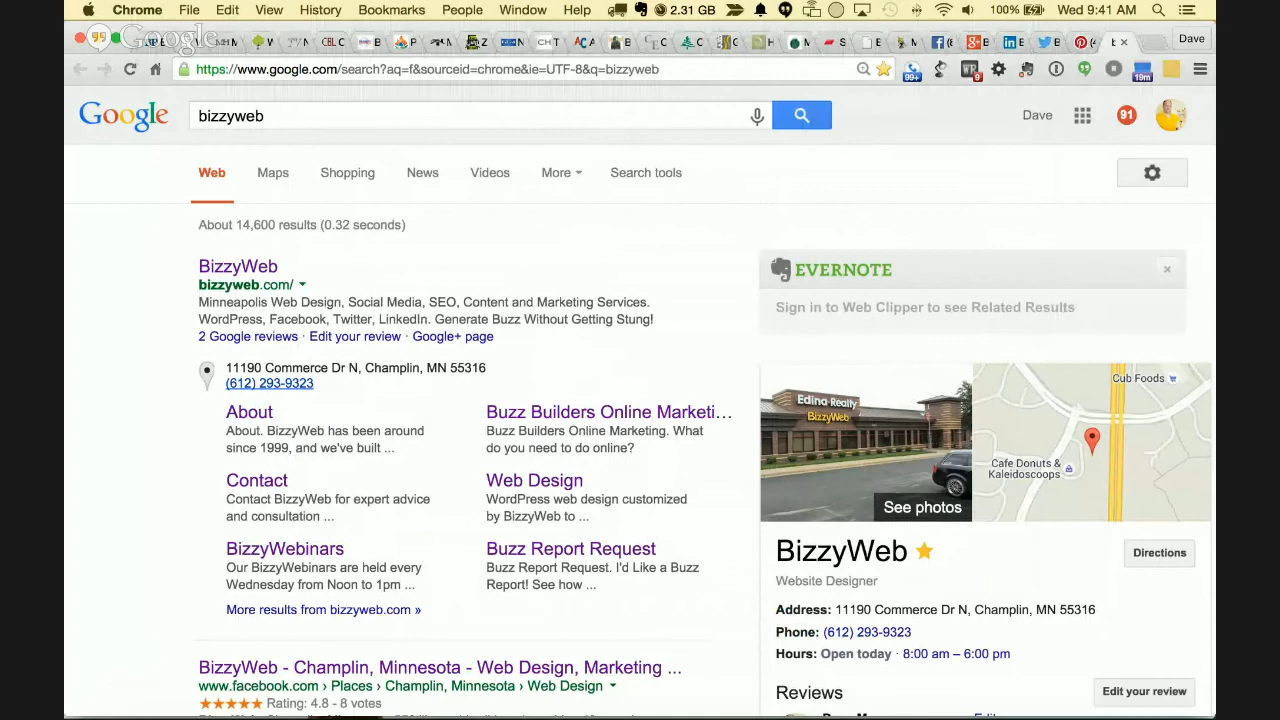 Chrome File Edit View History Bookmarks People Window Help 2.31 GB 100% Wed 9:41 AM
Google
Dave
https://www.google.com/search?aq=f&sourceid=chrome&ie=UTF-8&q=bizzyweb 99+ 9 19m
Google bizzyweb Dave 91
Web Maps Shopping News Videos More Search tools
About 14,600 results (0.32 seconds)
BizzyWeb
bizzyweb.com/
Minneapolis Web Design, Social Media, SEO, Content and Marketing Services.
WordPress, Facebook, Twitter, LinkedIn. Generate Buzz Without Getting Stung!
2 Google reviews · Edit your review · Google+ page
11190 Commerce Dr N, Champlin, MN 55316
(612) 293-9323
About
About. BizzyWeb has been around
since 1999, and we've built ...
Buzz Builders Online Marketi...
Buzz Builders Online Marketing. What
do you need to do online?
Contact
Contact BizzyWeb for expert advice
and consultation ...
Web Design
WordPress web design customized
by BizzyWeb to ...
BizzyWebinars
Our BizzyWebinars are held every
Wednesday from Noon to 1pm ...
Buzz Report Request
Buzz Report Request. I'd Like a Buzz
Report! See how ...
More results from bizzyweb.com »
BizzyWeb - Champlin, Minnesota - Web Design, Marketing ...
www.facebook.com › Places › Champlin, Minnesota › Web Design
Rating: 4.8 - 8 votes
EVERNOTE
Sign in to Web Clipper to see Related Results
Edina Realty
BizzyWeb
See photos
Cub Foods
Cafe Donuts &
Kaleidoscoops
BizzyWeb
Directions
Website Designer
Address: 11190 Commerce Dr N, Champlin, MN 55316
Phone: (612) 293-9323
Hours: Open today · 8:00 am – 6:00 pm
Reviews
Edit your review